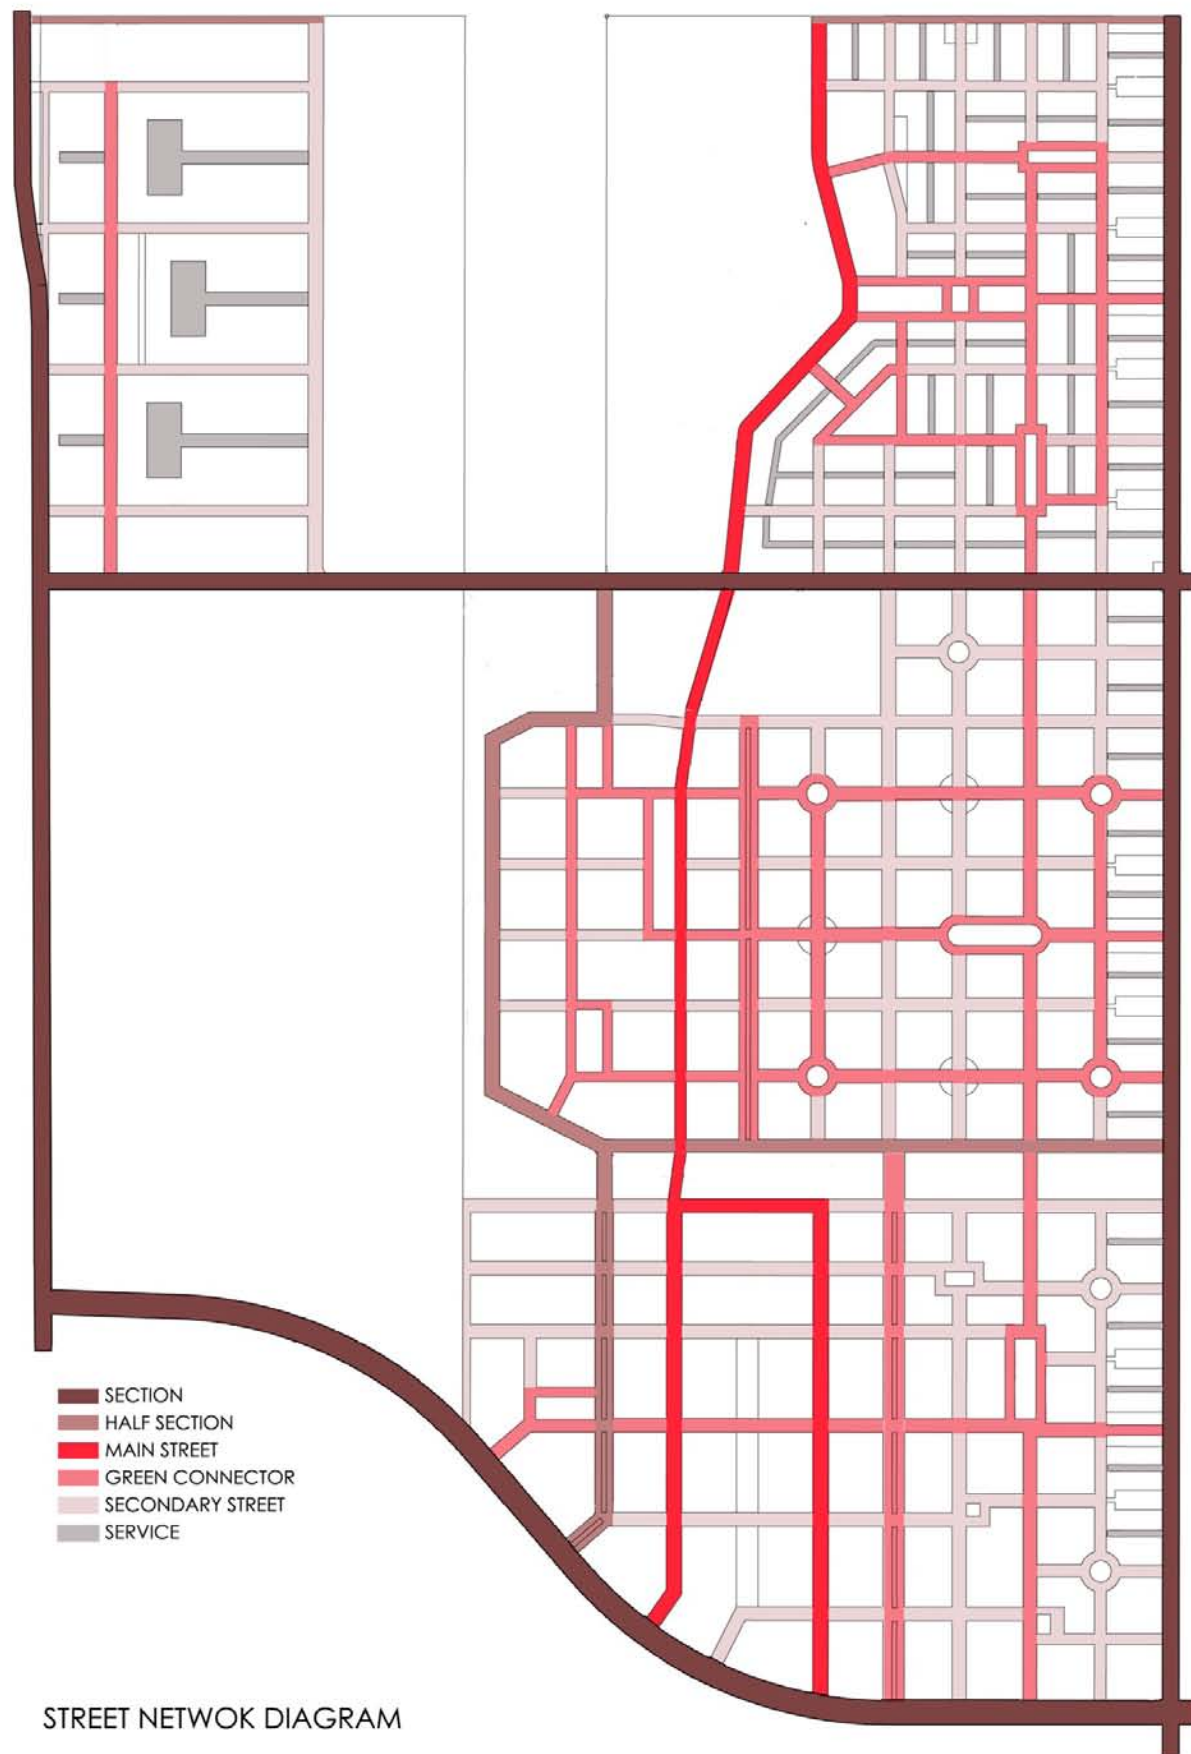 SECTION
HALF SECTION
MAIN STREET
GREEN CONNECTOR
SECONDARY STREET
SERVICE
STREET NETWOK DIAGRAM